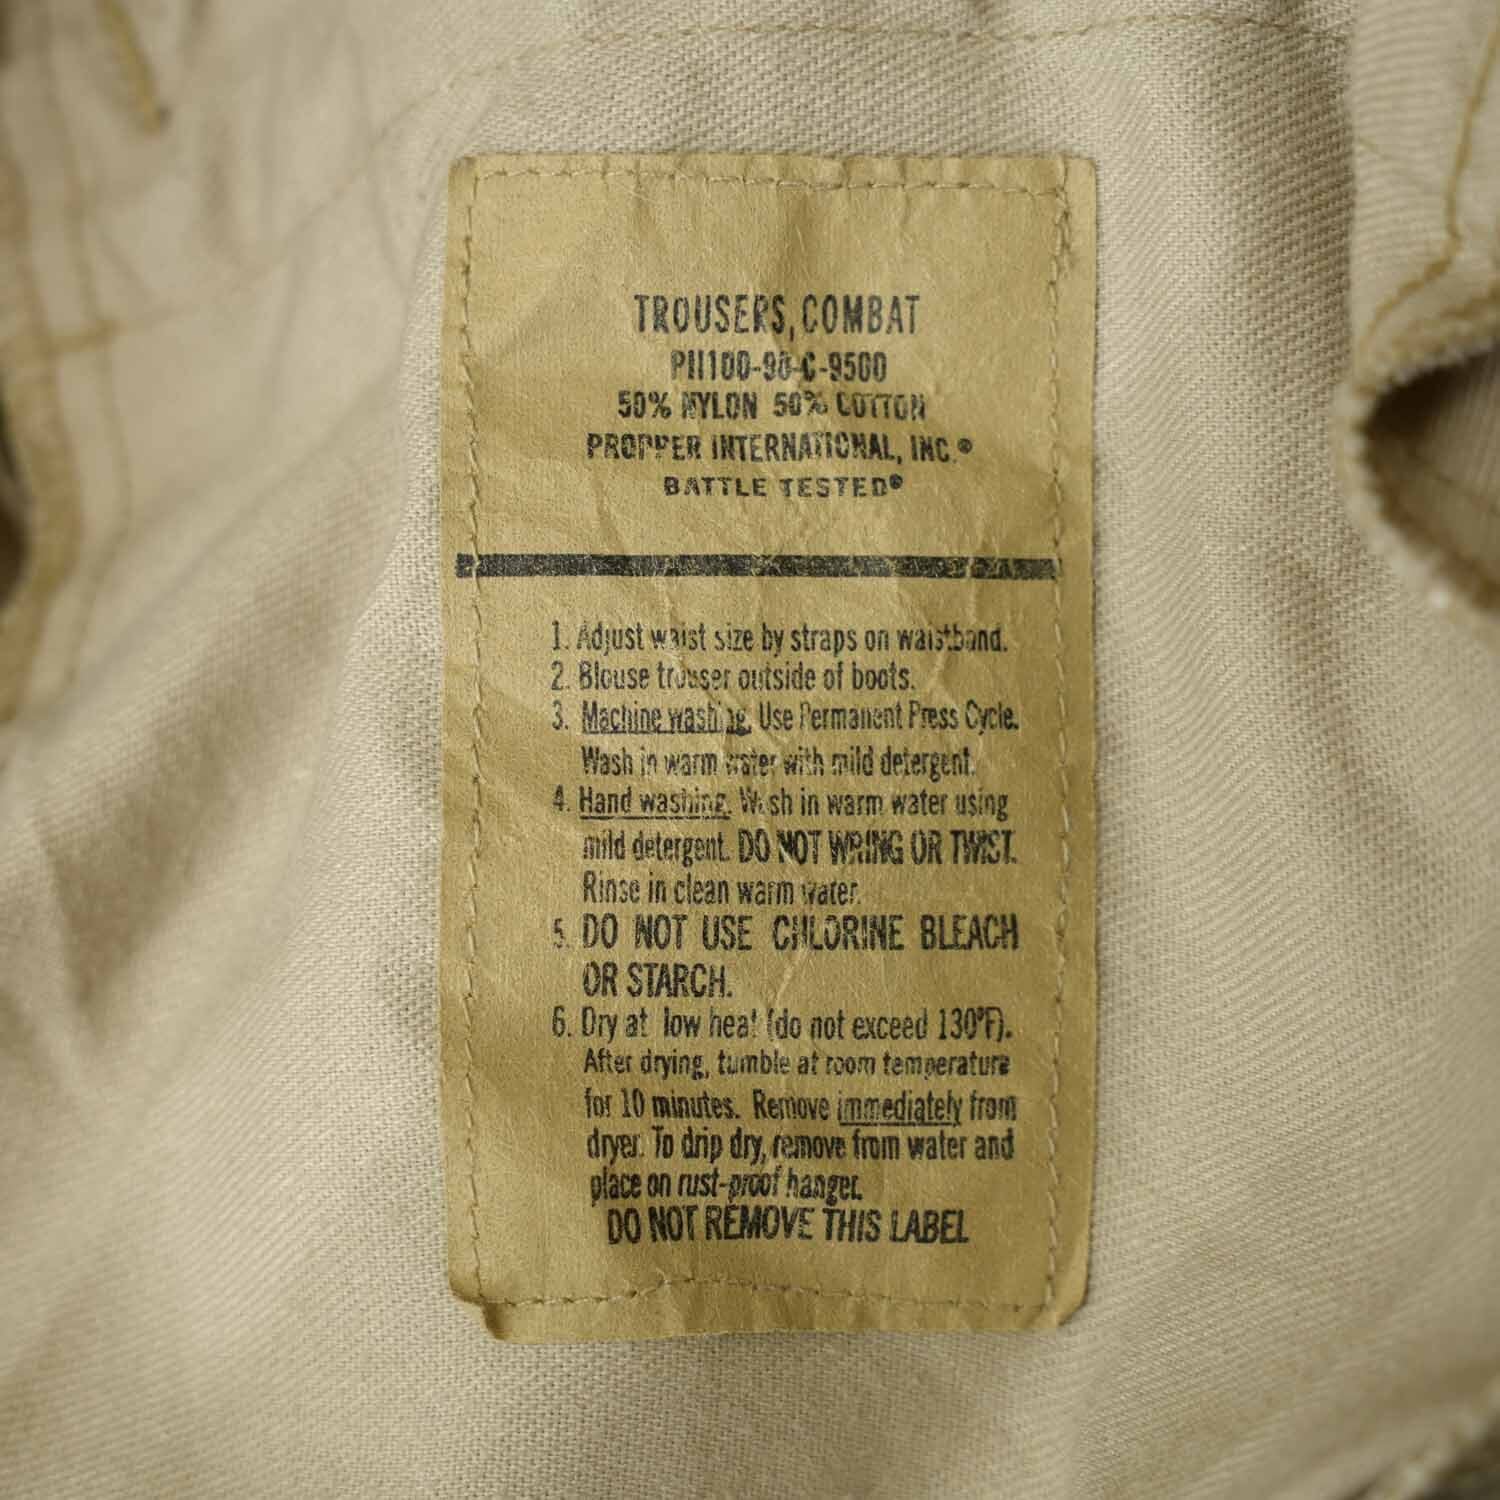 TROUSERS, COMBAT
PII100-90-C-9500
50% NYLON 50% COTTON
PROPPER INTERNATIONAL, INC.®
BATTLE TESTED®
1. Adjust waist size by straps on waistband.
2. Blouse trouser outside of boots.
3. Machine washing. Use Permanent Press Cycle.
Wash in warm water with mild detergent.
4. Hand washing. Wash in warm water using
mild detergent. DO NOT WRING OR TWIST.
Rinse in clean warm water.
5. DO NOT USE CHLORINE BLEACH
OR STARCH.
6. Dry at low heat (do not exceed 130°F).
After drying, tumble at room temperature
for 10 minutes. Remove immediately from
dryer. To drip dry, remove from water and
place on rust-proof hanger.
DO NOT REMOVE THIS LABEL